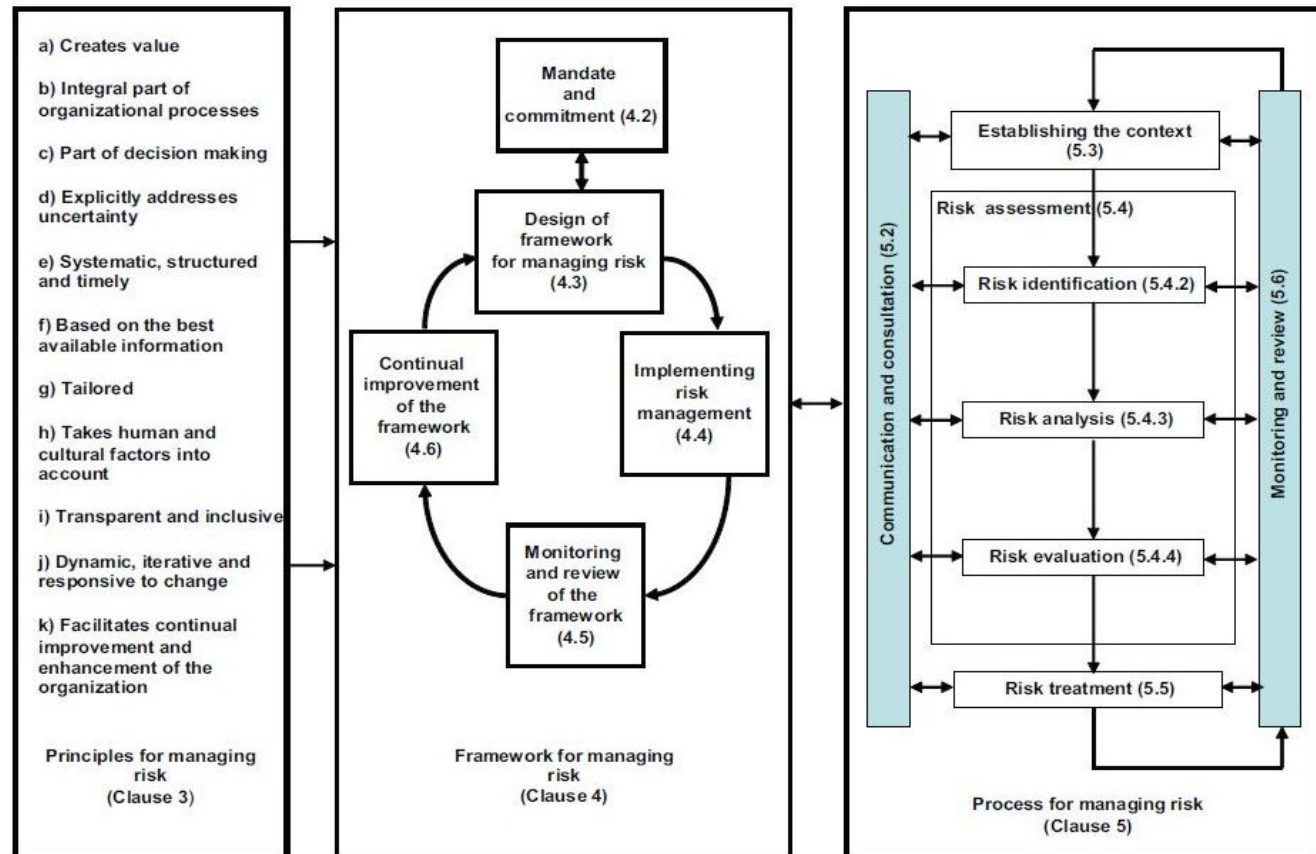 a) Creates value
b) Integral part of
organizational processes
c) Part of decision making
d) Explicitly addresses
uncertainty
e) Systematic, structured
and timely
f) Based on the best
available information
g) Tailored
h) Takes human and
cultural factors into
account
i) Transparent and inclusive
j) Dynamic, iterative and
responsive to change
k) Facilitates continual
improvement and
enhancement of the
organization
Principles for managing
risk
(Clause 3)
Mandate
and
commitment (4.2)
Design of
framework
for managing risk
(4.3)
Implementing
risk
management
(4.4)
Monitoring
and review
of the
framework
(4.5)
Continual
improvement
of the
framework
(4.6)
Framework for managing
risk
(Clause 4)
Communication and consultation (5.2)
Establishing the context
(5.3)
Risk assessment (5.4)
Risk identification (5.4.2)
Risk analysis (5.4.3)
Risk evaluation (5.4.4)
Risk treatment (5.5)
Monitoring and review (5.6)
Process for managing risk
(Clause 5)